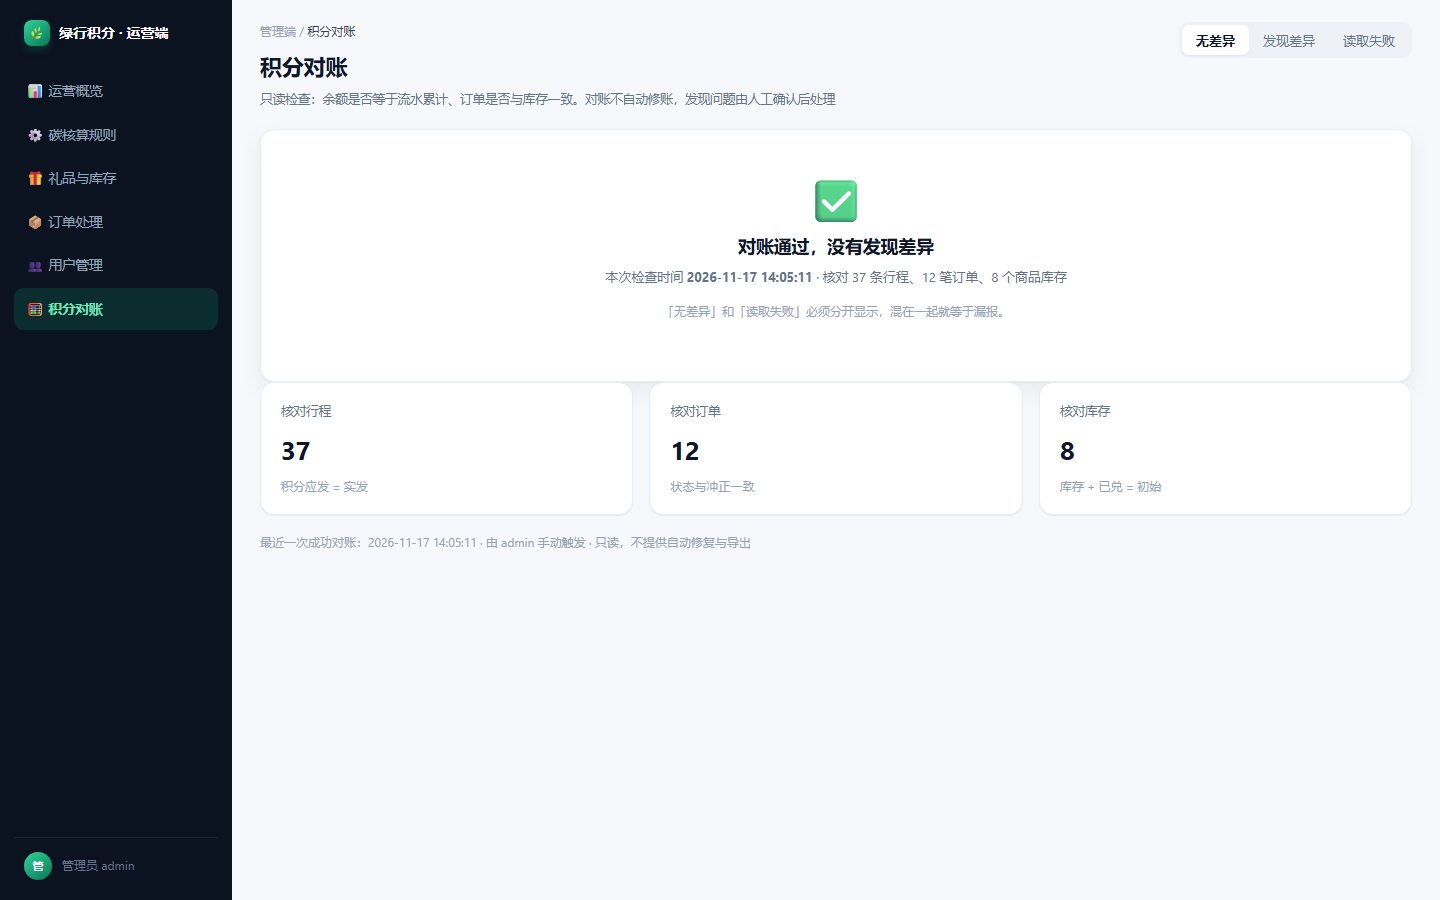 绿行积分 · 运营端
运营概览
碳核算规则
礼品与库存
订单处理
用户管理
积分对账
管
管理员 admin
管理端 / 积分对账
无差异
发现差异
读取失败
积分对账
只读检查：余额是否等于流水累计、订单是否与库存一致。对账不自动修账，发现问题由人工确认后处理
对账通过，没有发现差异
本次检查时间 2026-11-17 14:05:11 · 核对 37 条行程、12 笔订单、8 个商品库存
「无差异」和「读取失败」必须分开显示，混在一起就等于漏报。
核对行程
37
积分应发 = 实发
核对订单
12
状态与冲正一致
核对库存
8
库存 + 已兑 = 初始
最近一次成功对账：2026-11-17 14:05:11 · 由 admin 手动触发 · 只读，不提供自动修复与导出